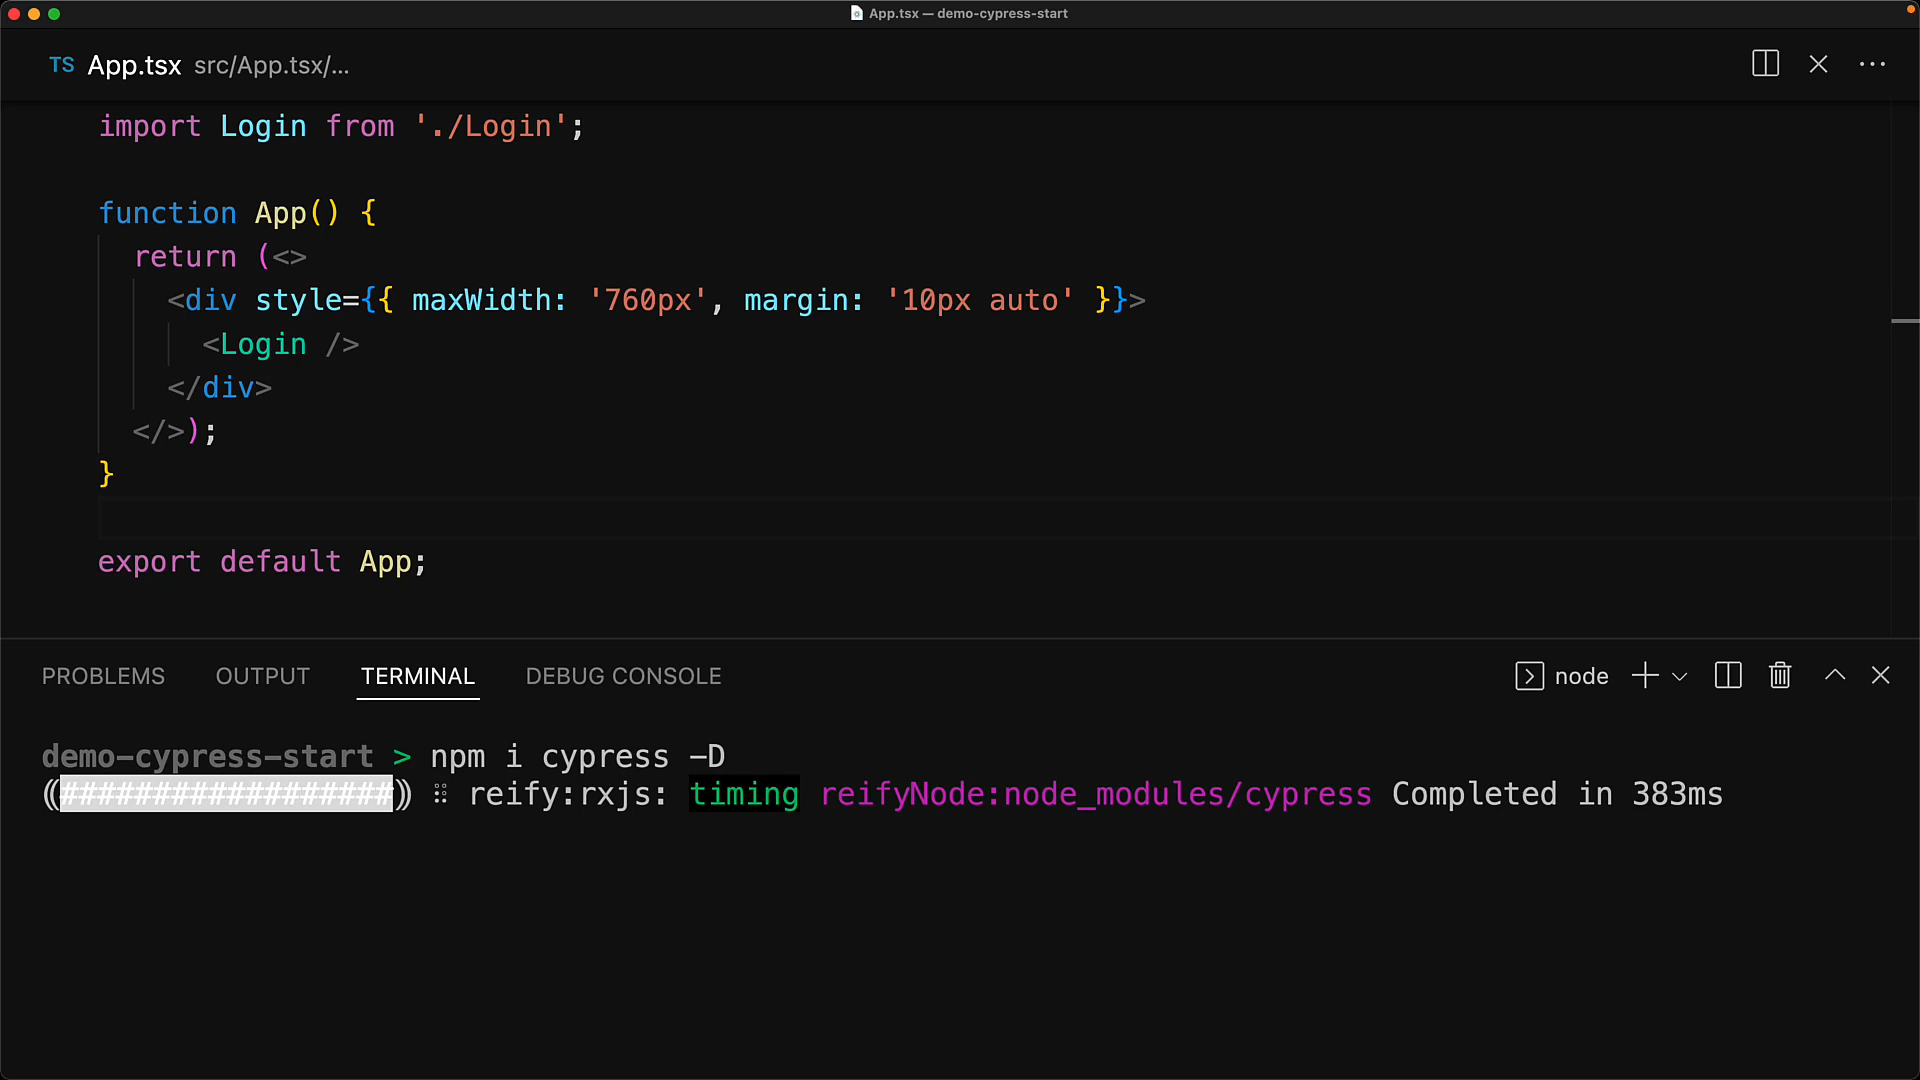 App.tsx — demo-cypress-start
TS App.tsx src/App.tsx/...
import Login from './Login';
function App() {
return (<>
<div style={{ maxWidth: '760px', margin: '10px auto' }}>
<Login />
</div>
</>);
}
export default App;
PROBLEMS OUTPUT TERMINAL DEBUG CONSOLE node
demo-cypress-start > npm i cypress -D
(##################) ⠿ reify:rxjs: timing reifyNode:node_modules/cypress Completed in 383ms